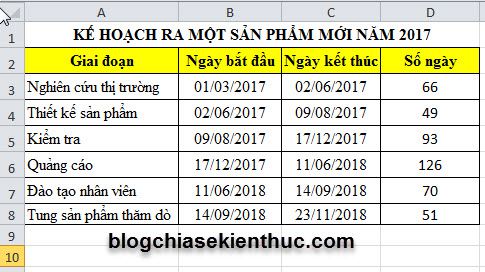 A B C D
1 KẾ HOẠCH RA MỘT SẢN PHẨM MỚI NĂM 2017
2 Giai đoạn Ngày bắt đầu Ngày kết thúc Số ngày
3 Nghiên cứu thị trường 01/03/2017 02/06/2017 66
4 Thiết kế sản phẩm 02/06/2017 09/08/2017 49
5 Kiểm tra 09/08/2017 17/12/2017 93
6 Quảng cáo 17/12/2017 11/06/2018 126
7 Đào tạo nhân viên 11/06/2018 14/09/2018 70
8 Tung sản phẩm thăm dò 14/09/2018 23/11/2018 51
9 blogchiasekienthuc.com
10